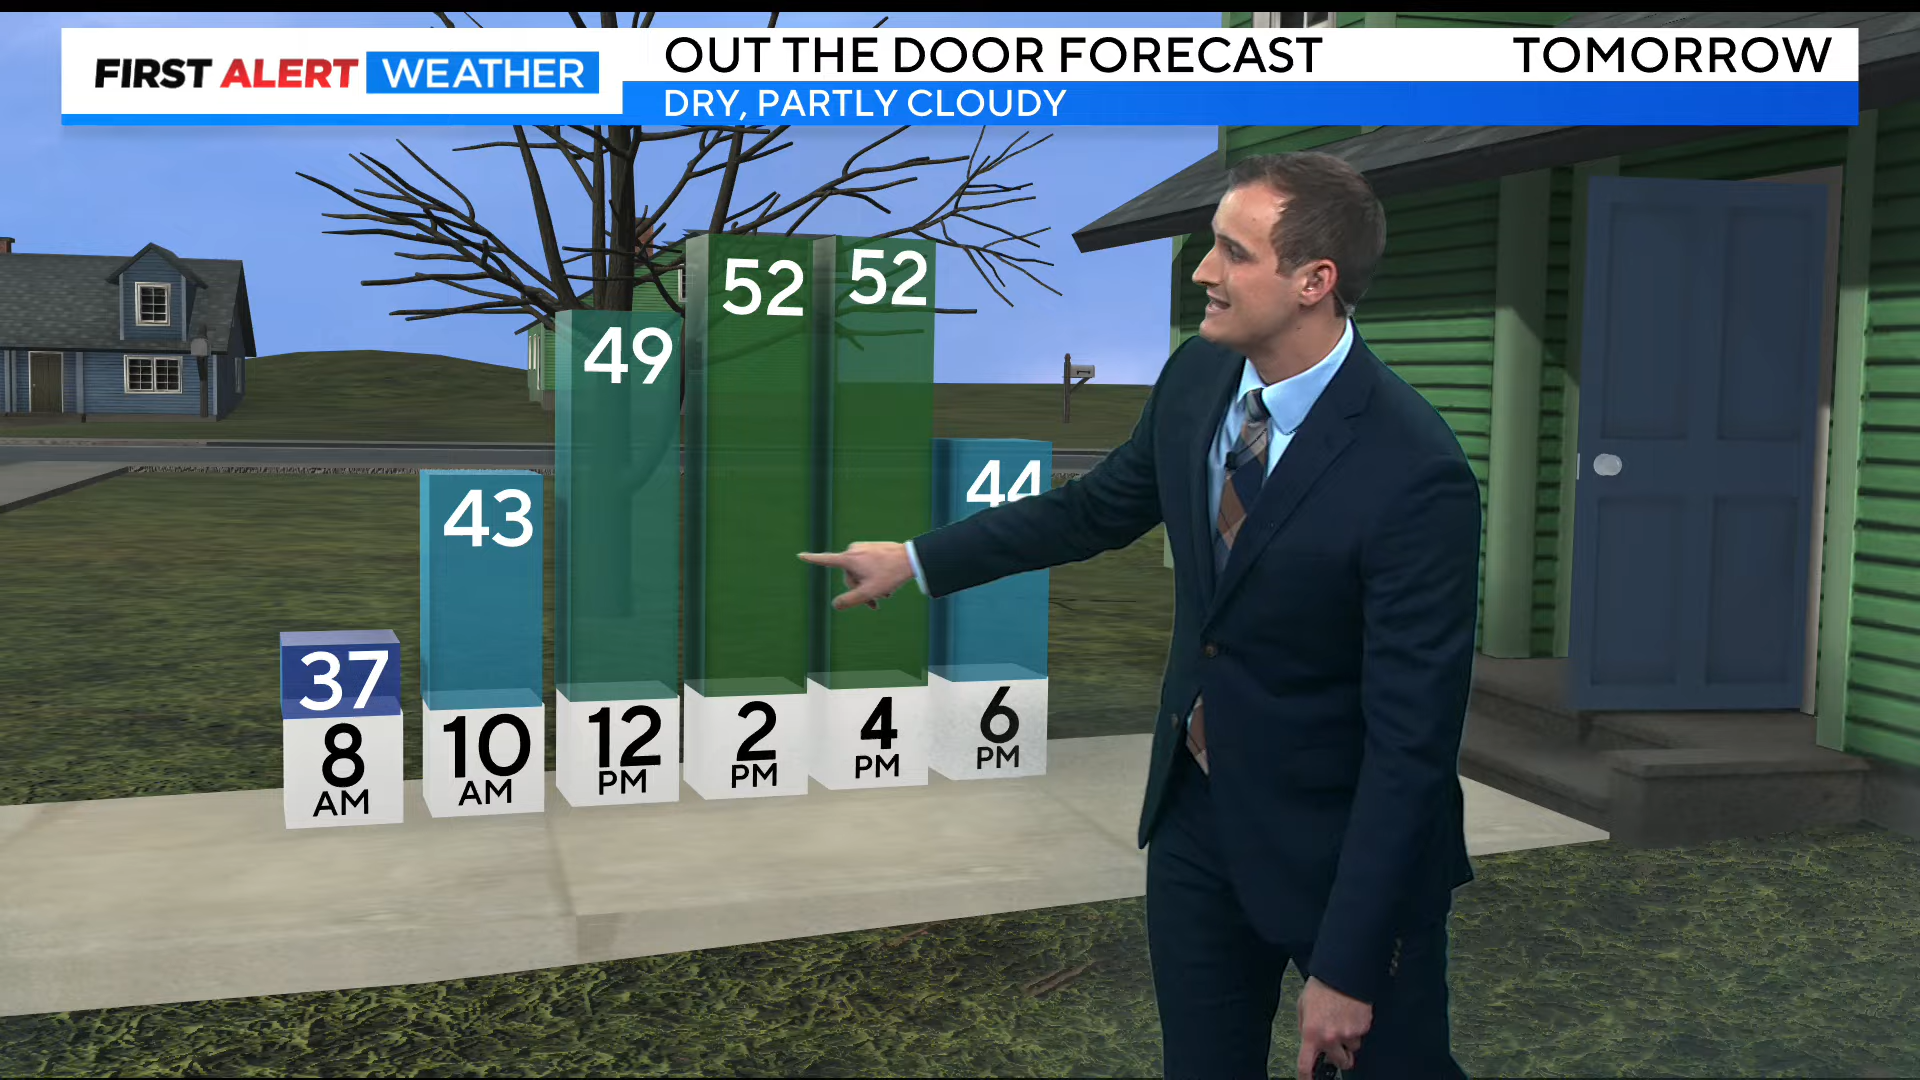 FIRST ALERT WEATHER
OUT THE DOOR FORECAST
TOMORROW
DRY, PARTLY CLOUDY
37
43
49
52
52
44
8
AM
10
AM
12
PM
2
PM
4
PM
6
PM